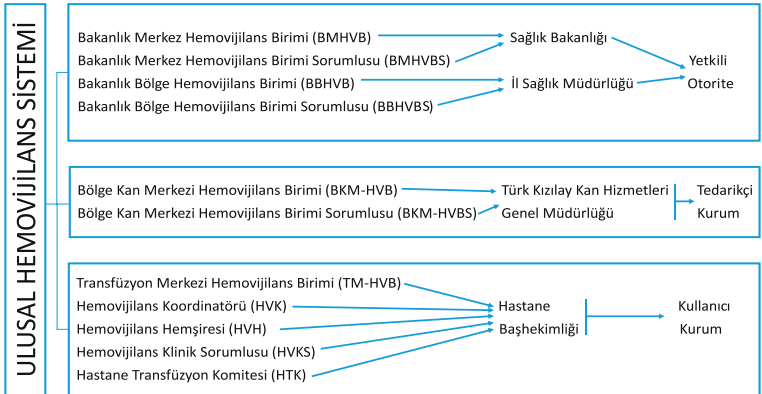 ULUSAL HEMOVİJİLANS SİSTEMİ
Bakanlık Merkez Hemovijilans Birimi (BMHVB)
Bakanlık Merkez Hemovijilans Birimi Sorumlusu (BMHVBS)
Bakanlık Bölge Hemovijilans Birimi (BBHVB)
Bakanlık Bölge Hemovijilans Birimi Sorumlusu (BBHVBS)
Sağlık Bakanlığı
İl Sağlık Müdürlüğü
Yetkili
Otorite
Bölge Kan Merkezi Hemovijilans Birimi (BKM-HVB)
Bölge Kan Merkezi Hemovijilans Birimi Sorumlusu (BKM-HVBS)
Türk Kızılay Kan Hizmetleri
Genel Müdürlüğü
Tedarikçi
Kurum
Transfüzyon Merkezi Hemovijilans Birimi (TM-HVB)
Hemovijilans Koordinatörü (HVK)
Hemovijilans Hemşiresi (HVH)
Hemovijilans Klinik Sorumlusu (HVKS)
Hastane Transfüzyon Komitesi (HTK)
Hastane
Başhekimliği
Kullanıcı
Kurum